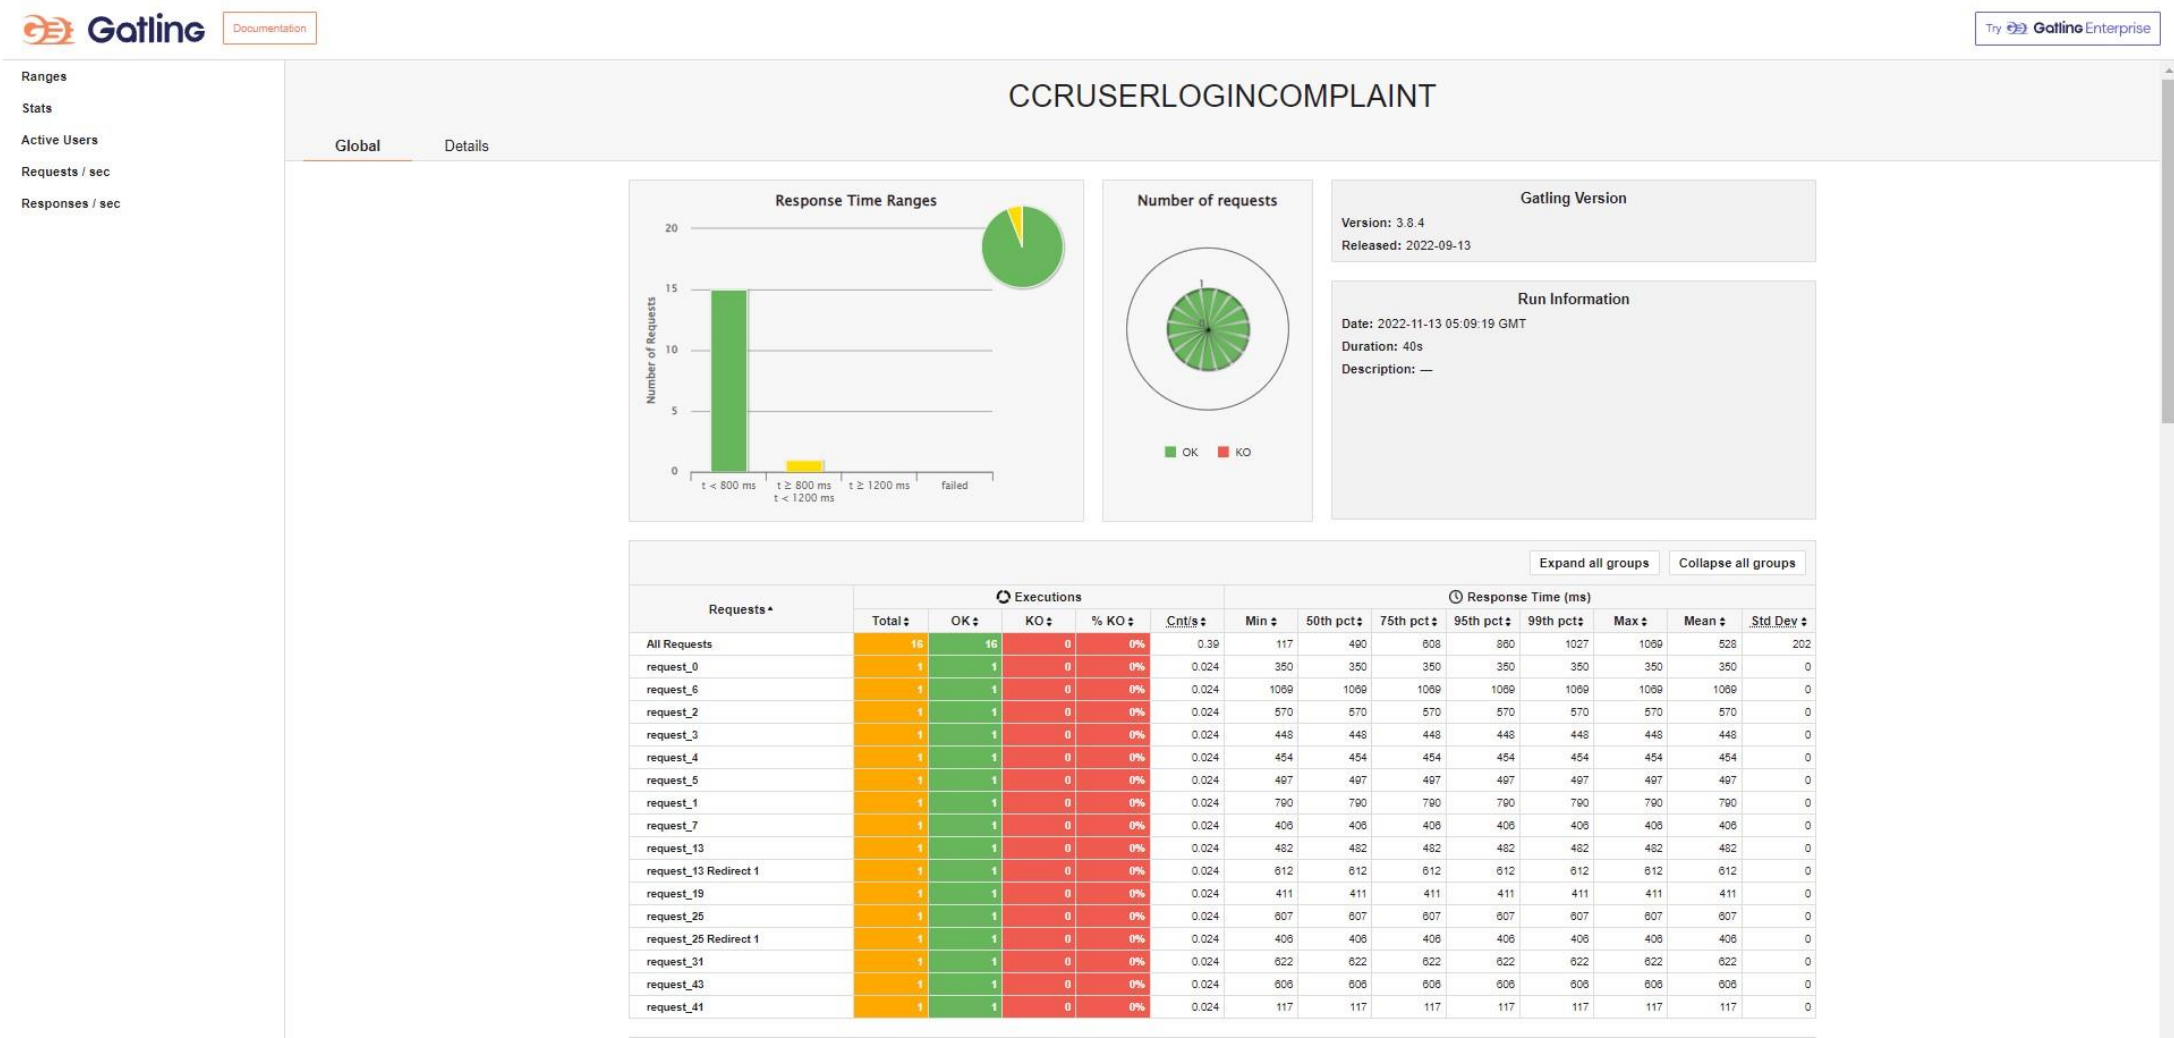 Gatling Documentation Try Gatling Enterprise
Ranges
Stats
Active Users
Requests / sec
Responses / sec
CCRUSERLOGINCOMPLAINT
Global Details
Response Time Ranges
20
15
10
5
0
Number of Requests
t < 800 ms t ≥ 800 ms t ≥ 1200 ms failed
t < 1200 ms
Number of requests
1
0
OK KO
Gatling Version
Version: 3.8.4
Released: 2022-09-13
Run Information
Date: 2022-11-13 05:09:19 GMT
Duration: 40s
Description: —
Expand all groups Collapse all groups
Requests Executions Response Time (ms)
Total OK KO % KO Cnt/s Min 50th pct 75th pct 95th pct 99th pct Max Mean Std Dev
All Requests 16 16 0 0% 0.39 117 490 608 860 1027 1069 528 202
request_0 1 1 0 0% 0.024 350 350 350 350 350 350 350 0
request_6 1 1 0 0% 0.024 1069 1069 1069 1069 1069 1069 1069 0
request_2 1 1 0 0% 0.024 570 570 570 570 570 570 570 0
request_3 1 1 0 0% 0.024 448 448 448 448 448 448 448 0
request_4 1 1 0 0% 0.024 454 454 454 454 454 454 454 0
request_5 1 1 0 0% 0.024 497 497 497 497 497 497 497 0
request_1 1 1 0 0% 0.024 790 790 790 790 790 790 790 0
request_7 1 1 0 0% 0.024 406 406 406 406 406 406 406 0
request_13 1 1 0 0% 0.024 482 482 482 482 482 482 482 0
request_13 Redirect 1 1 1 0 0% 0.024 612 612 612 612 612 612 612 0
request_19 1 1 0 0% 0.024 411 411 411 411 411 411 411 0
request_25 1 1 0 0% 0.024 607 607 607 607 607 607 607 0
request_25 Redirect 1 1 1 0 0% 0.024 406 406 406 406 406 406 406 0
request_31 1 1 0 0% 0.024 622 622 622 622 622 622 622 0
request_43 1 1 0 0% 0.024 606 606 606 606 606 606 606 0
request_41 1 1 0 0% 0.024 117 117 117 117 117 117 117 0